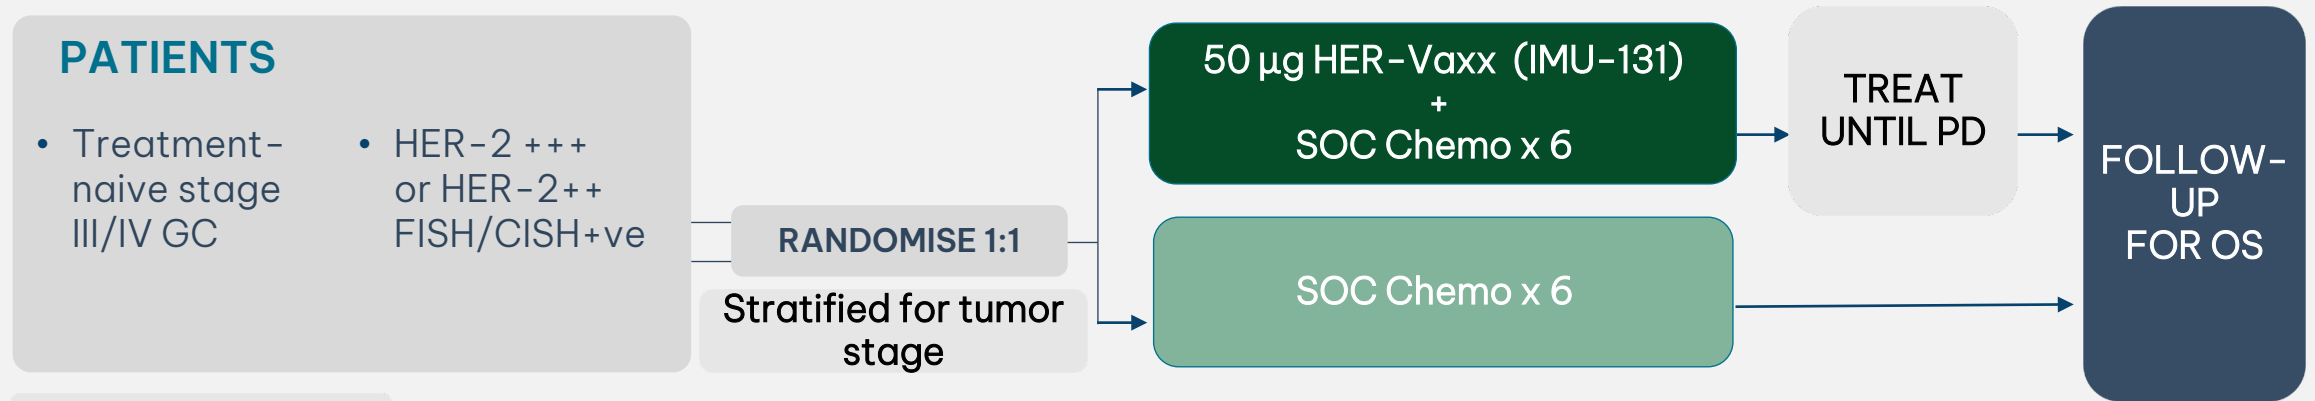 PATIENTS
• Treatment-
naive stage
III/IV GC
• HER-2 +++
or HER-2++
FISH/CISH+ve
RANDOMISE 1:1
Stratified for tumor
stage
50 µg HER-Vaxx (IMU-131)
+
SOC Chemo x 6
SOC Chemo x 6
TREAT
UNTIL PD
FOLLOW-
UP
FOR OS